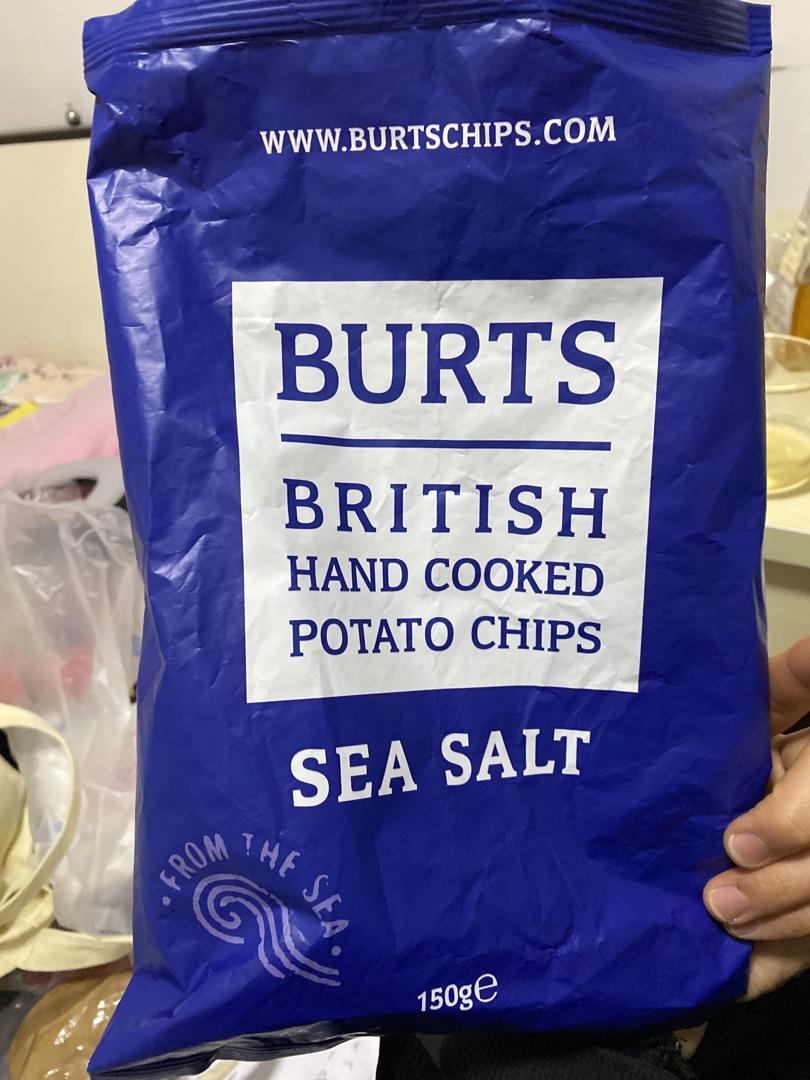 WWW.BURTSCHIPS.COM
BURTS
BRITISH
HAND COOKED
POTATO CHIPS
SEA SALT
• FROM THE SEA •
150g℮